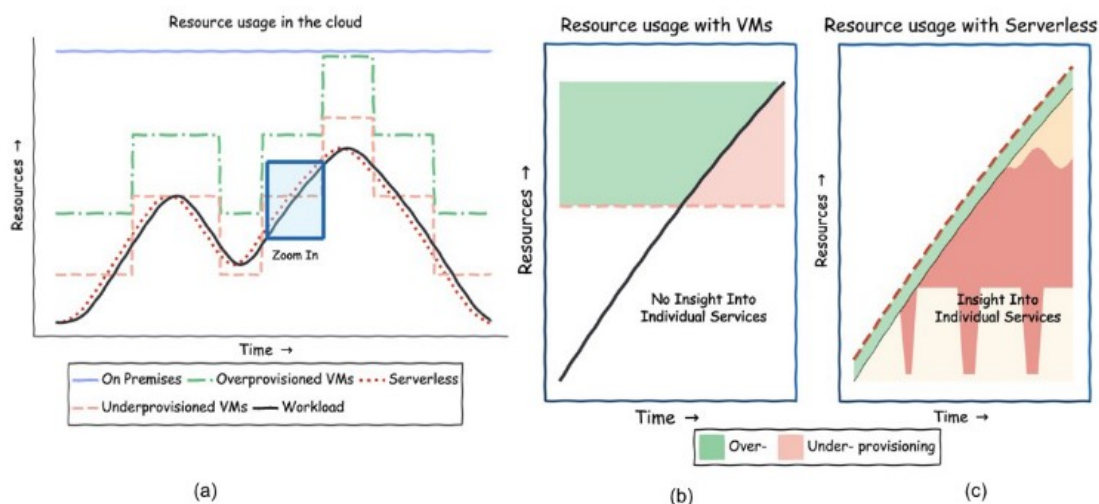 Resource usage in the cloud
Resources →
Zoom In
Time →
On Premises
Overprovisioned VMs
Serverless
Underprovisioned VMs
Workload
(a)
Resource usage with VMs
Resources →
No Insight Into
Individual Services
Time →
(b)
Resource usage with Serverless
Resources →
Insight Into
Individual Services
Time →
(c)
Over-
Under- provisioning